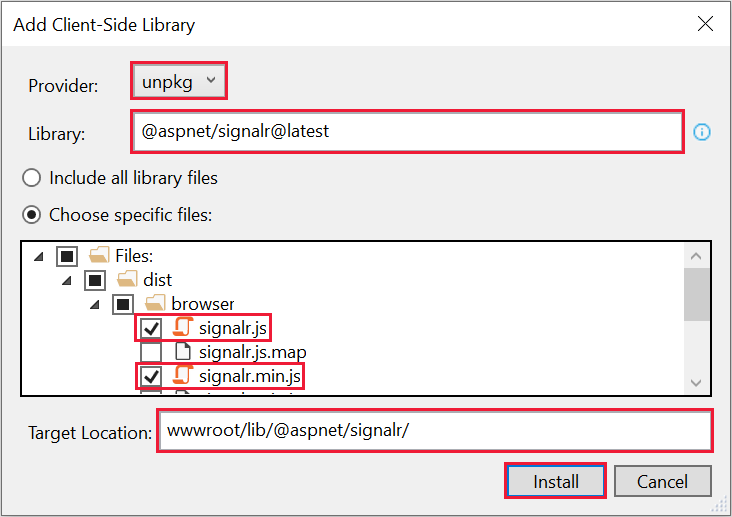 Add Client-Side Library
Provider: unpkg
Library: @aspnet/signalr@latest
Include all library files
Choose specific files:
Files:
dist
browser
signalr.js
signalr.js.map
signalr.min.js
Target Location: wwwroot/lib/@aspnet/signalr/
Install Cancel